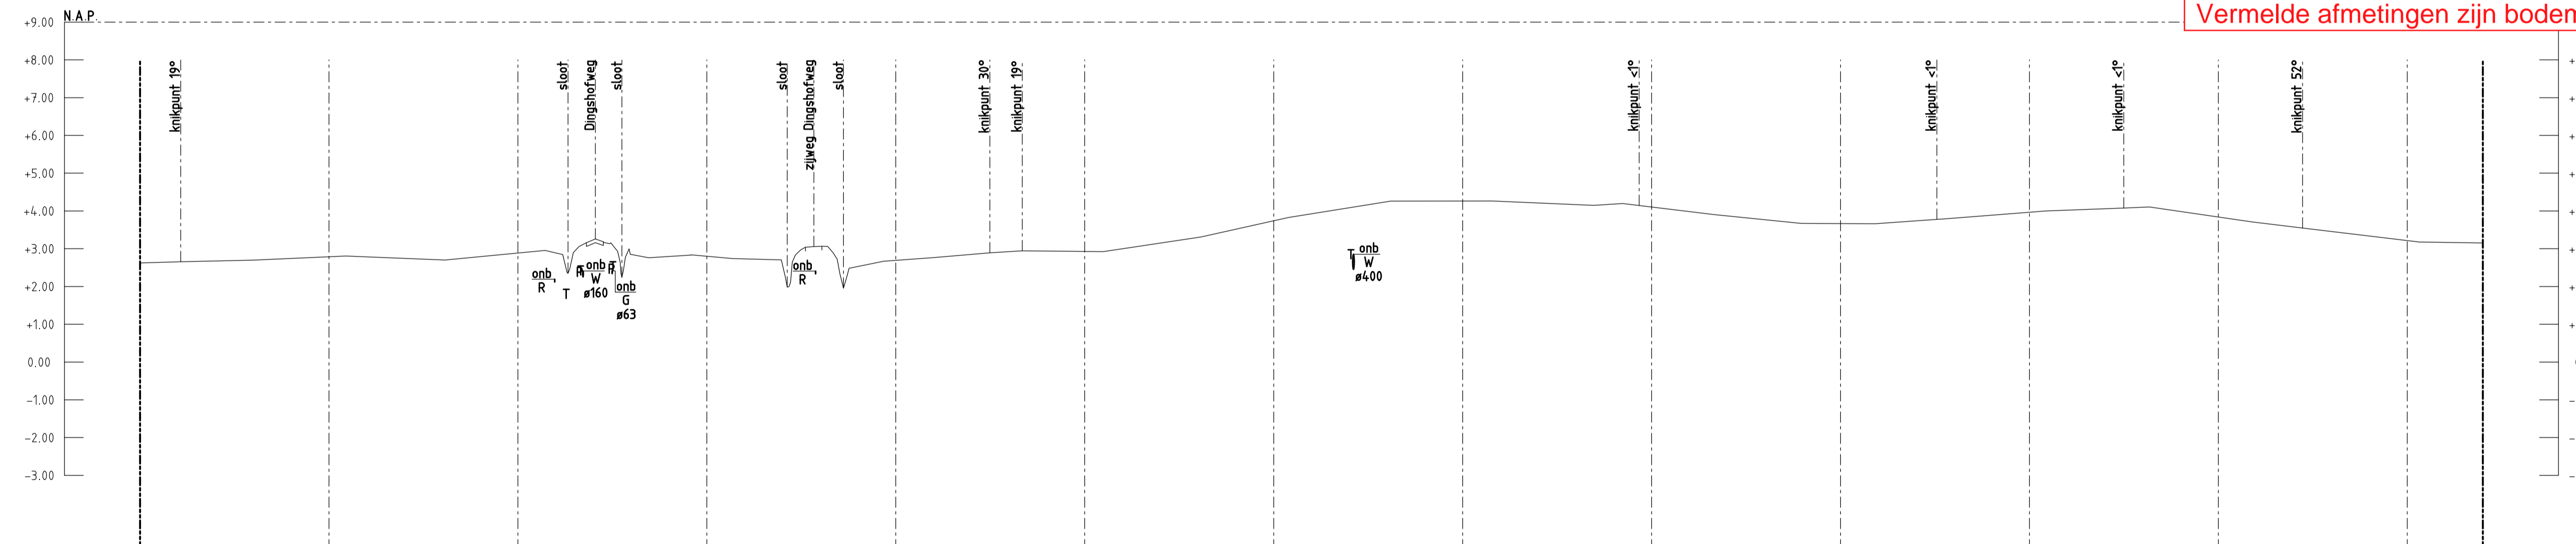 N.A.P.
Vermelde afmetingen zijn
+9.00
+8.00
+7.00
+6.00
+5.00
+4.00
+3.00
+2.00
+1.00
0.00
-1.00
-2.00
-3.00
knikpunt 19°
sloot
Dingshofweg
sloot
sloot
zijweg Dingshofweg
sloot
knikpunt 30°
knikpunt 19°
knikpunt <1°
knikpunt <1°
knikpunt <1°
knikpunt 52°
onb
R
T
onb
W
ø160
onb
G
ø63
onb
R
T
onb
W
ø400